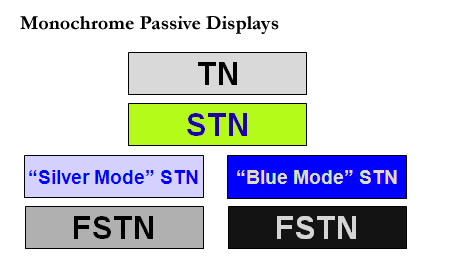 Monochrome Passive Displays
TN
STN
“Silver Mode” STN
“Blue Mode” STN
FSTN
FSTN